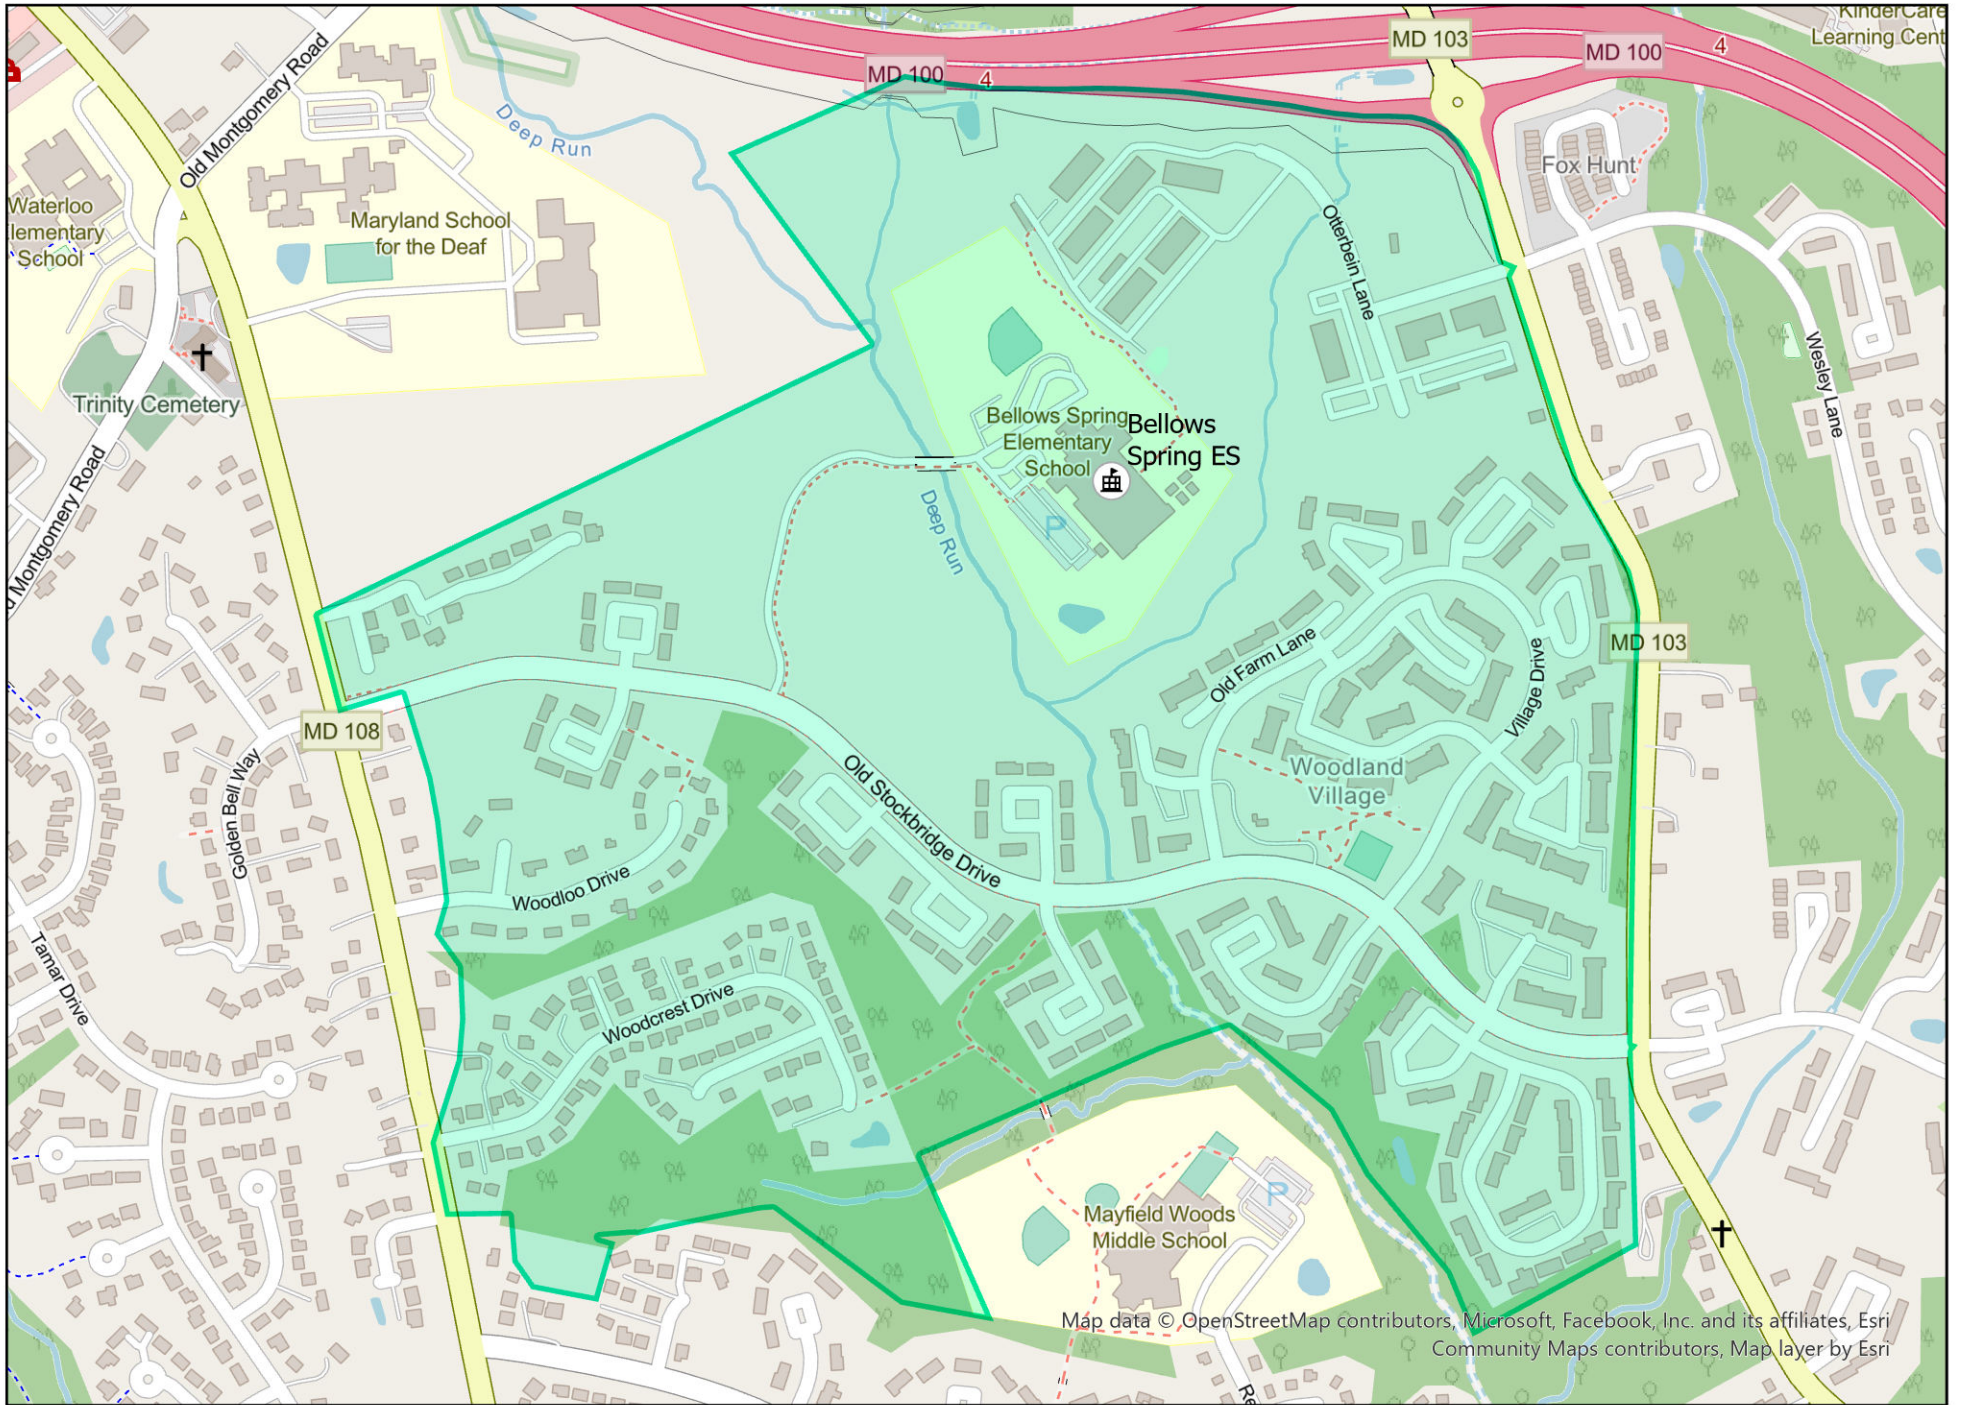 KinderCare
Learning Cent
MD 103
MD 100
4
MD 100
4
Old Montgomery Road
Deep Run
Fox Hunt
Waterloo
lementary
School
Maryland School
for the Deaf
Otterbein Lane
Wesley Lane
Trinity Cemetery
Bellows Spring
Elementary
School
Bellows
Spring ES
d Montgomery Road
Deep Run
P
Old Farm Lane
Village Drive
MD 103
MD 108
Golden Bell Way
Old Stockbridge Drive
Woodland
Village
Woodloo Drive
Tamar Drive
Woodcrest Drive
P
Mayfield Woods
Middle School
Re
Map data © OpenStreetMap contributors, Microsoft, Facebook, Inc. and its affiliates, Esri
Community Maps contributors, Map layer by Esri